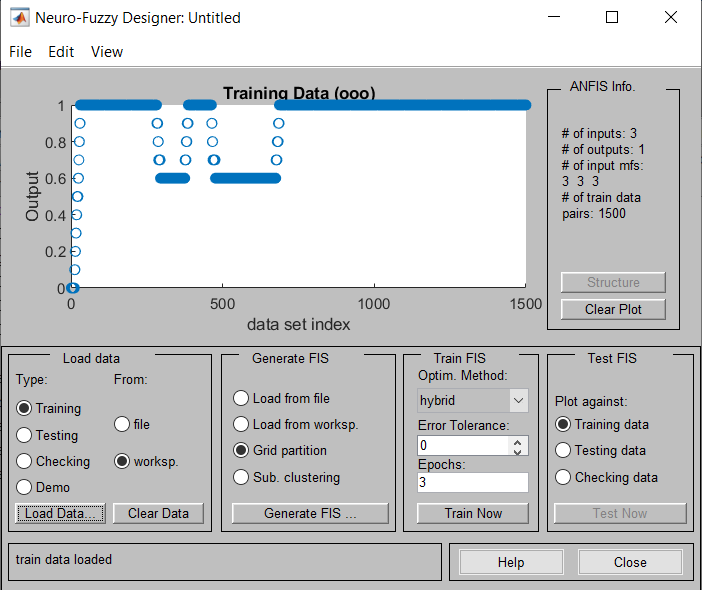 Neuro-Fuzzy Designer: Untitled
File Edit View
Training Data (ooo)
1
0.8
0.6
0.4
0.2
0
Output
0 500 1000 1500
data set index
ANFIS Info.
# of inputs: 3
# of outputs: 1
# of input mfs:
3 3 3
# of train data
pairs: 1500
Structure
Clear Plot
Load data
Type: From:
Training
file
Testing
Checking
worksp.
Demo
Load Data... Clear Data
Generate FIS
Load from file
Load from worksp.
Grid partition
Sub. clustering
Generate FIS ...
Train FIS
Optim. Method:
hybrid
Error Tolerance:
0
Epochs:
3
Train Now
Test FIS
Plot against:
Training data
Testing data
Checking data
Test Now
train data loaded
Help Close